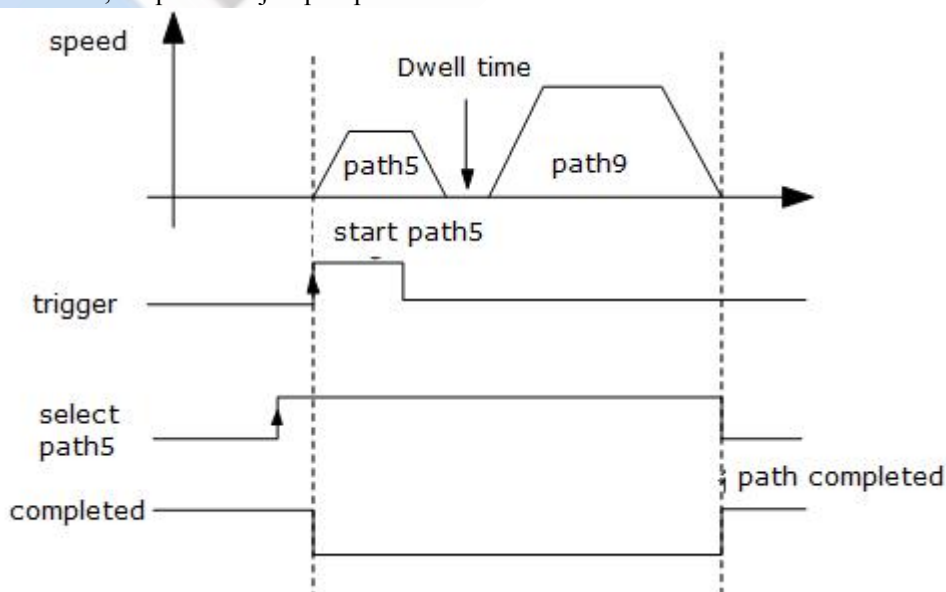 speed
Dwell time
path5
path9
start path5
trigger
select
path5
path completed
completed